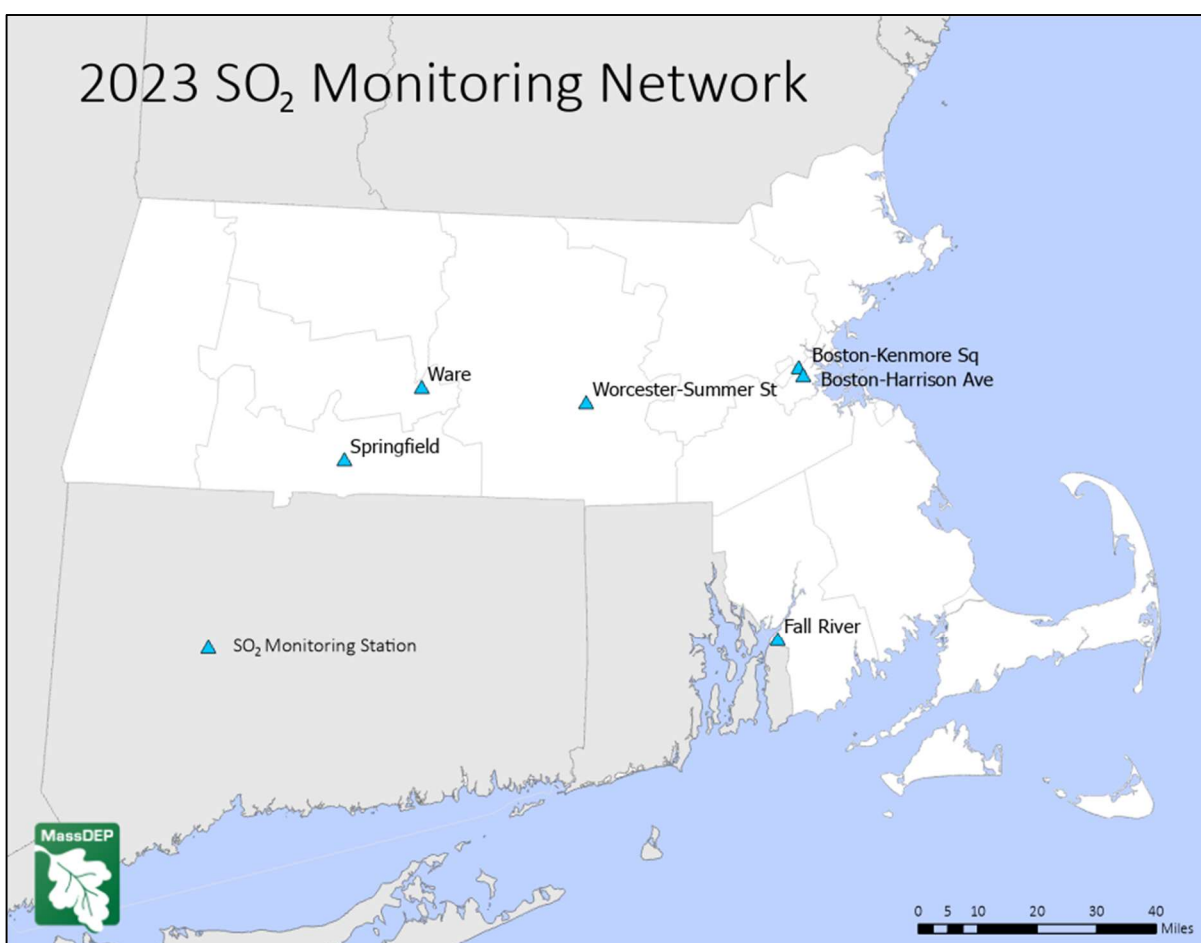 2023 SO₂ Monitoring Network
Boston-Kenmore Sq
Boston-Harrison Ave
Ware
Worcester-Summer St
Springfield
Fall River
SO₂ Monitoring Station
MassDEP
0 5 10 20 30 40
Miles